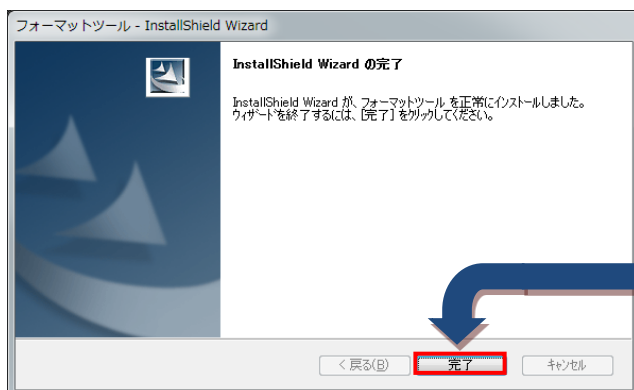 フォーマットツール - InstallShield Wizard
InstallShield Wizard の完了
InstallShield Wizard が、フォーマットツール を正常にインストールしました。
ウィザードを終了するには、[完了] をクリックしてください。
< 戻る(B)
完了
キャンセル